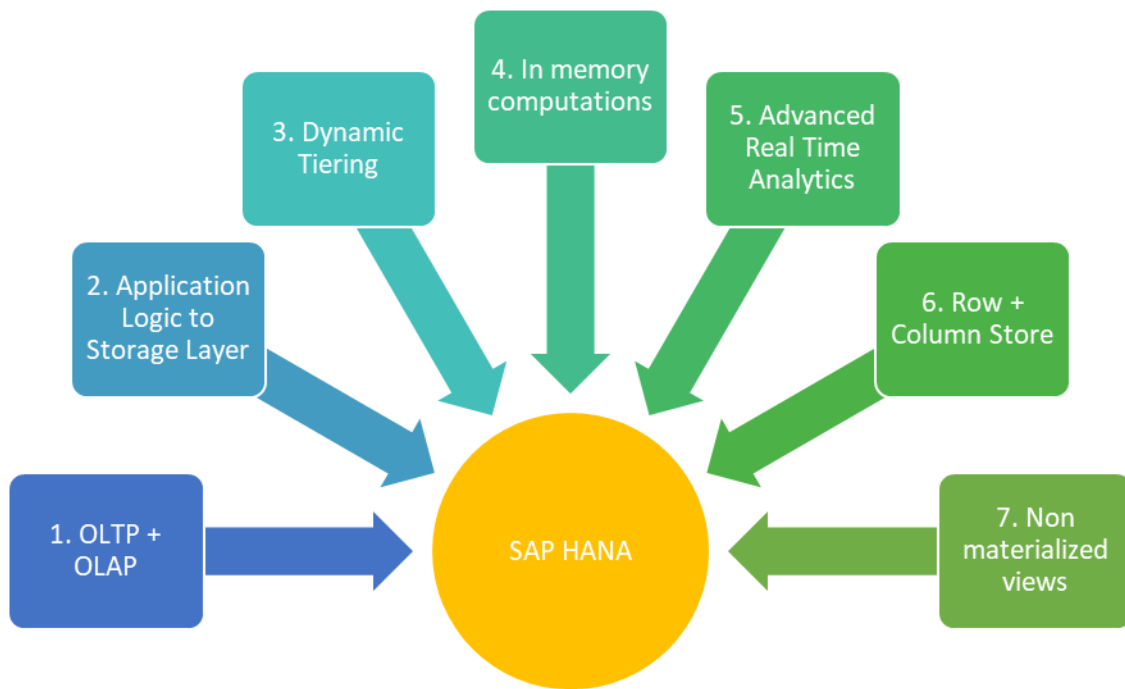 1. OLTP +
OLAP
2. Application
Logic to
Storage Layer
3. Dynamic
Tiering
4. In memory
computations
5. Advanced
Real Time
Analytics
6. Row +
Column Store
7. Non
materialized
views
SAP HANA